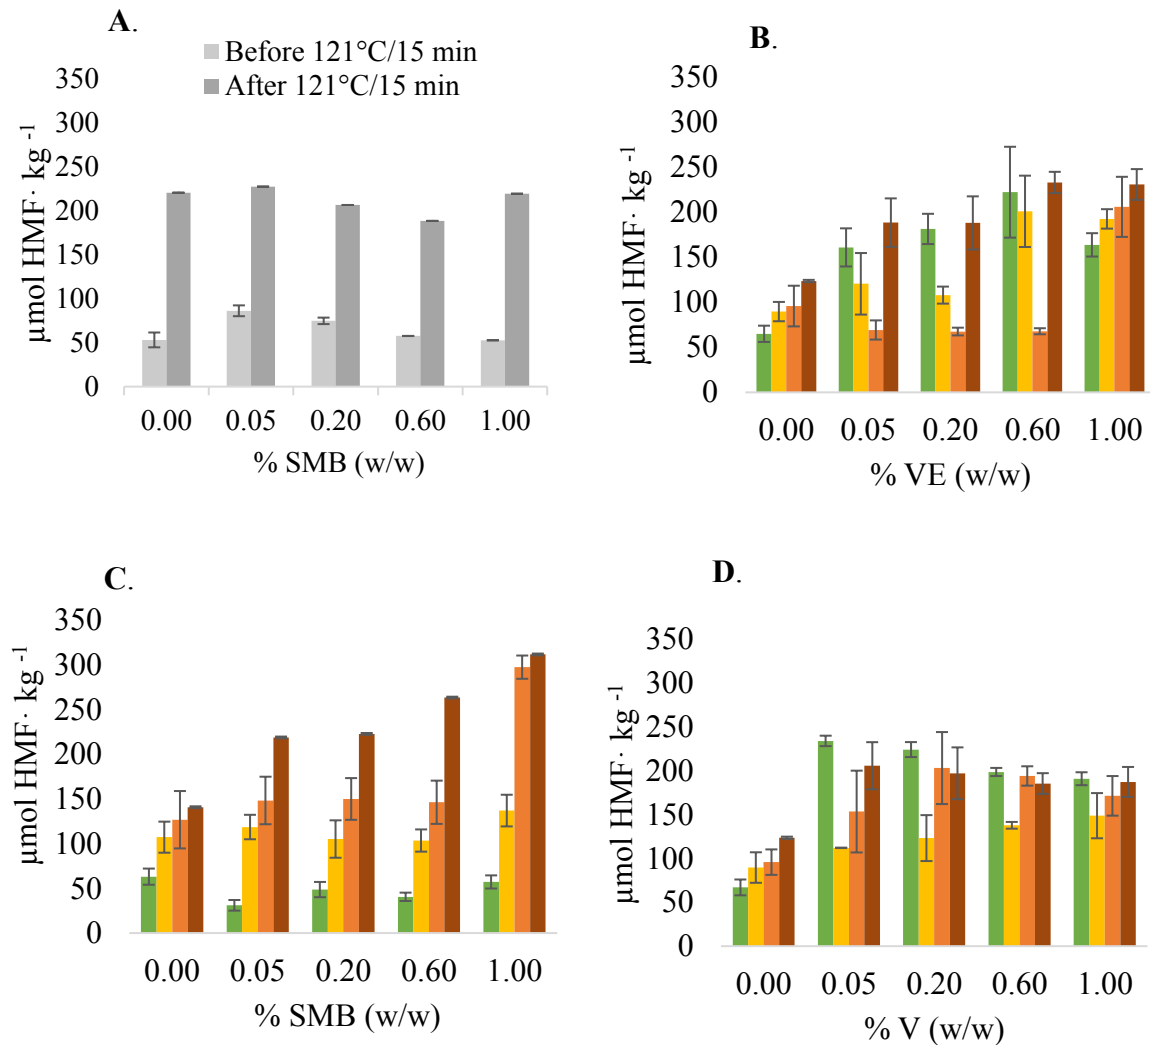 A.
Before 121°C/15 min
After 121°C/15 min
350
300
250
200
150
100
50
0
µmol HMF· kg -1
0.00 0.05 0.20 0.60 1.00
% SMB (w/w)
B.
350
300
250
200
150
100
50
0
µmol HMF· kg -1
0.00 0.05 0.20 0.60 1.00
% VE (w/w)
C.
350
300
250
200
150
100
50
0
µmol HMF· kg -1
0.00 0.05 0.20 0.60 1.00
% SMB (w/w)
D.
350
300
250
200
150
100
50
0
µmol HMF· kg -1
0.00 0.05 0.20 0.60 1.00
% V (w/w)